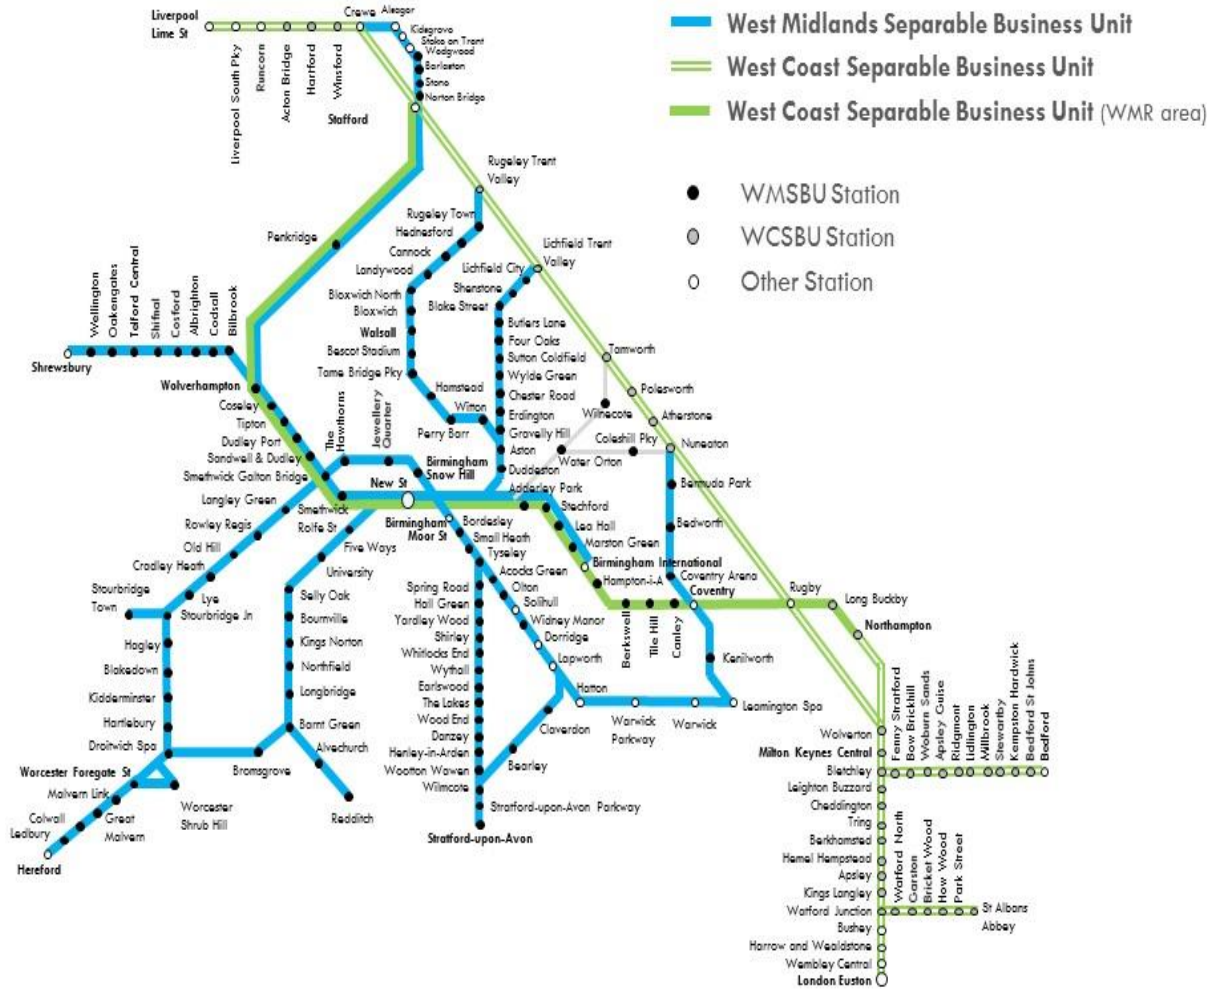 West Midlands Separable Business Unit
West Coast Separable Business Unit
West Coast Separable Business Unit (WMR area)
WMSBU Station
WCSBU Station
Other Station
Liverpool
Lime St
Liverpool South Pky
Runcorn
Acton Bridge
Hartford
Winsford
Crewe
Alsager
Kidsgrove
Stoke on Trent
Wedgwood
Barlaston
Stone
Norton Bridge
Stafford
Rugeley Trent
Valley
Rugeley Town
Hednesford
Cannock
Landywood
Bloxwich North
Bloxwich
Walsall
Bescot Stadium
Tame Bridge Pky
Hamstead
Perry Barr
Witton
Penkridge
Lichfield Trent
Valley
Lichfield City
Shenstone
Blake Street
Butlers Lane
Four Oaks
Sutton Coldfield
Wylde Green
Chester Road
Erdington
Gravelly Hill
Aston
Duddeston
Wellington
Oakengates
Telford Central
Shifnal
Cosford
Albrighton
Codsall
Bilbrook
Shrewsbury
Wolverhampton
Coseley
Tipton
Dudley Port
Sandwell & Dudley
Smethwick Galton Bridge
Langley Green
Rowley Regis
Old Hill
Cradley Heath
Lye
Stourbridge
Town
Stourbridge Jn
Hagley
Blakedown
Kidderminster
Hartlebury
Droitwich Spa
The
Hawthorns
Jewellery
Quarter
Birmingham
Snow Hill
New St
Smethwick
Rolfe St
Birmingham
Moor St
Five Ways
University
Selly Oak
Bournville
Kings Norton
Northfield
Longbridge
Barnt Green
Alvechurch
Redditch
Bromsgrove
Worcester Foregate St
Worcester
Shrub Hill
Malvern Link
Great
Malvern
Colwall
Ledbury
Hereford
Adderley Park
Stechford
Lea Hall
Marston Green
Birmingham International
Hampton-i-A
Berkswell
Tile Hill
Canley
Coventry
Bordesley
Small Heath
Tyseley
Acocks Green
Olton
Solihull
Widney Manor
Dorridge
Lapworth
Hatton
Warwick
Parkway
Warwick
Leamington Spa
Kenilworth
Claverdon
Bearley
Spring Road
Hall Green
Yardley Wood
Shirley
Whitlocks End
Wythall
Earlswood
The Lakes
Wood End
Danzey
Henley-in-Arden
Wootton Wawen
Wilmcote
Stratford-upon-Avon Parkway
Stratford-upon-Avon
Tamworth
Wilnecote
Polesworth
Atherstone
Nuneaton
Coleshill Pky
Water Orton
Bermuda Park
Bedworth
Coventry Arena
Rugby
Long Buckby
Northampton
Wolverton
Milton Keynes Central
Bletchley
Fenny Stratford
Bow Brickhill
Woburn Sands
Apsley Guise
Ridgmont
Lidlington
Millbrook
Stewartby
Kempston Hardwick
Bedford St Johns
Bedford
Leighton Buzzard
Cheddington
Tring
Berkhamsted
Hemel Hempstead
Apsley
Kings Langley
Watford Junction
Watford North
Garston
Bricket Wood
How Wood
Park Street
St Albans
Abbey
Bushey
Harrow and Wealdstone
Wembley Central
London Euston